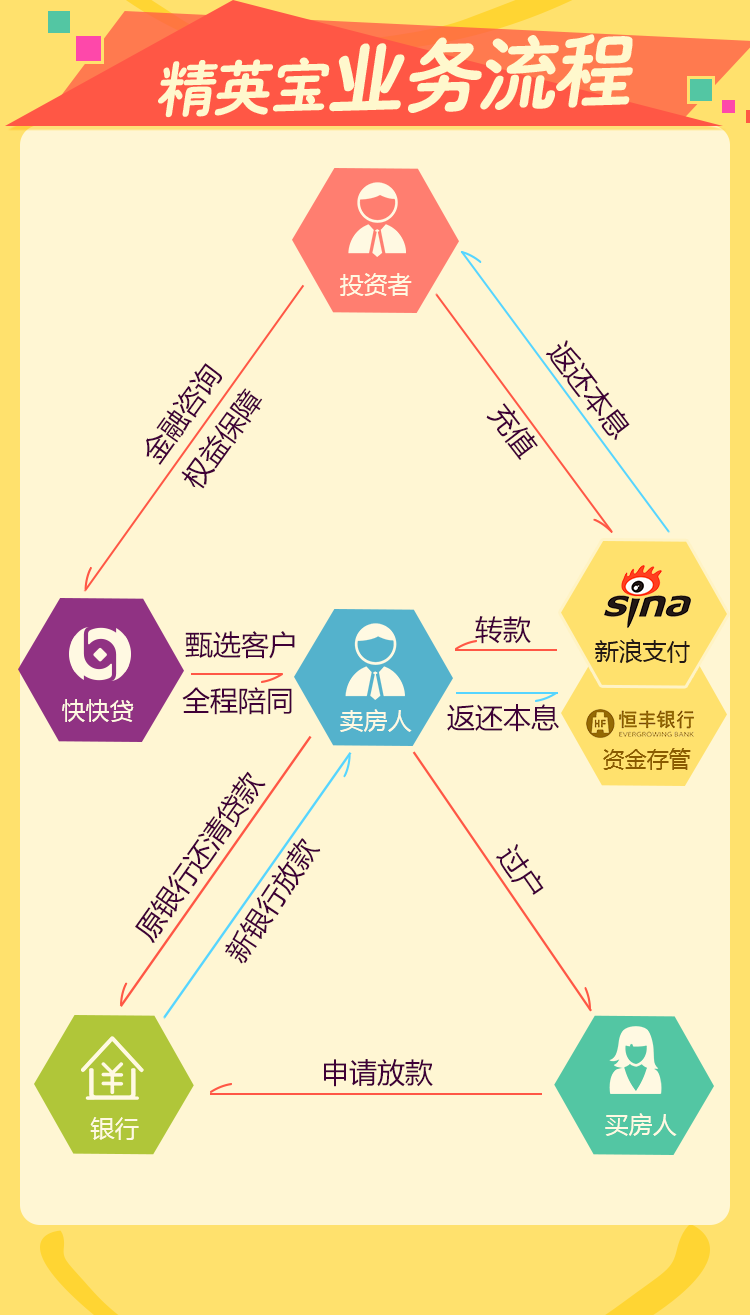 精英宝业务流程
投资者
金融咨询
权益保障
返还本息
充值
sina
新浪支付
快快贷
甄选客户
全程陪同
卖房人
转款
返还本息
HF
恒丰银行
EVERGROWING BANK
资金存管
原银行还清贷款
新银行放款
过户
银行
申请放款
买房人